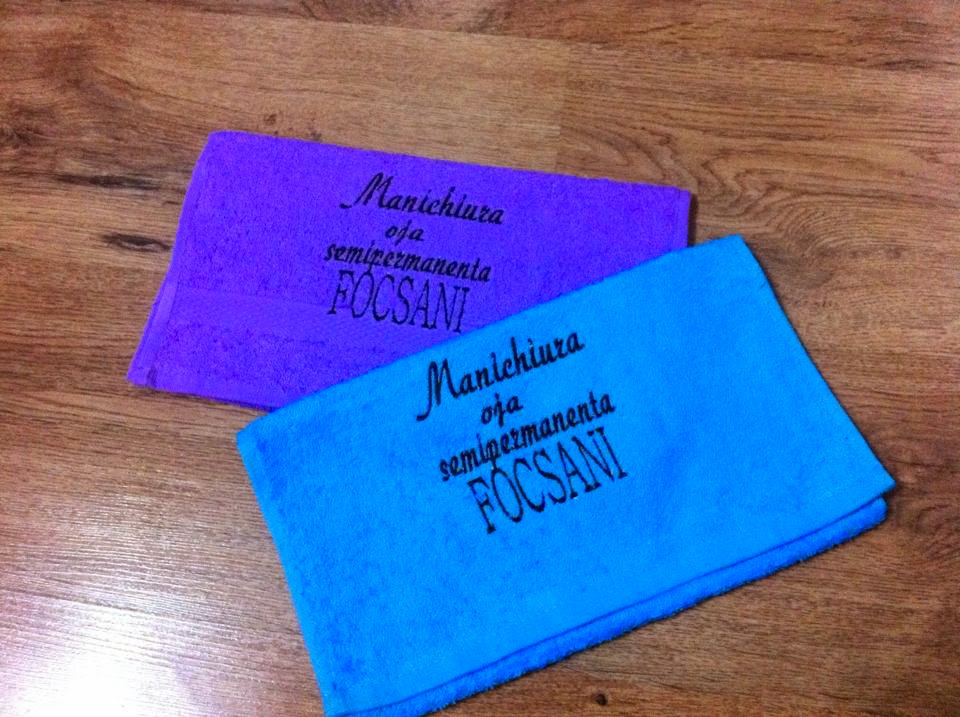 Manichiura
oja
semipermanenta
FOCSANI
Manichiura
oja
semipermanenta
FOCSANI